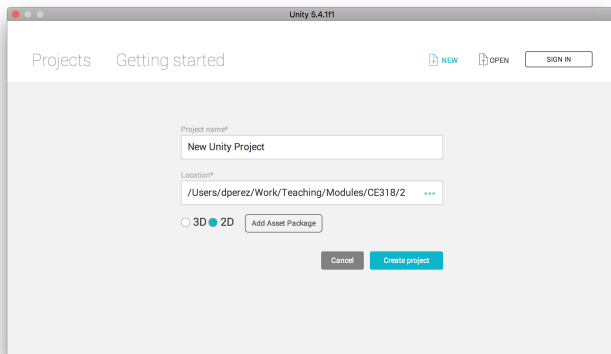 Unity 5.4.1f1
Projects Getting started NEW OPEN SIGN IN
Project name*
New Unity Project
Location*
/Users/dperez/Work/Teaching/Modules/CE318/2 •••
3D 2D Add Asset Package
Cancel Create project